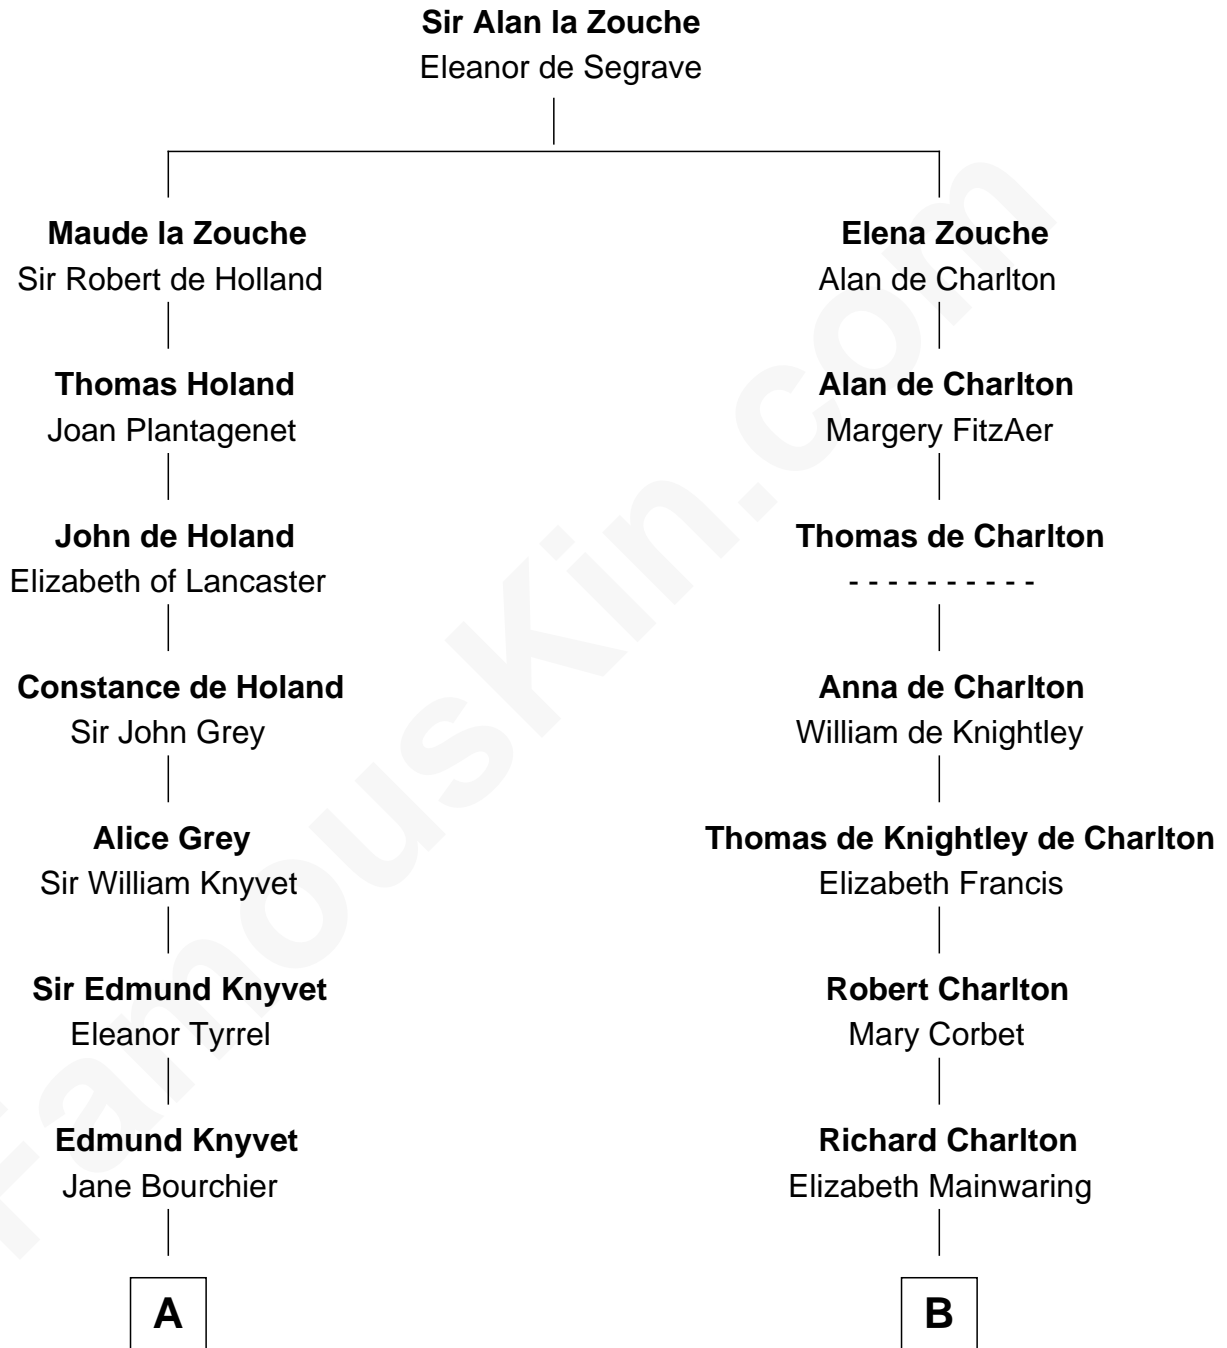 Sir Alan la Zouche
Eleanor de Segrave
Maude la Zouche
Sir Robert de Holland
Elena Zouche
Alan de Charlton
Thomas Holand
Joan Plantagenet
Alan de Charlton
Margery FitzAer
John de Holand
Elizabeth of Lancaster
Thomas de Charlton
- - - - - - - - - -
Constance de Holand
Sir John Grey
Anna de Charlton
William de Knightley
Alice Grey
Sir William Knyvet
Thomas de Knightley de Charlton
Elizabeth Francis
Sir Edmund Knyvet
Eleanor Tyrrel
Robert Charlton
Mary Corbet
Edmund Knyvet
Jane Bourchier
Richard Charlton
Elizabeth Mainwaring
A
B
FamousKin.com